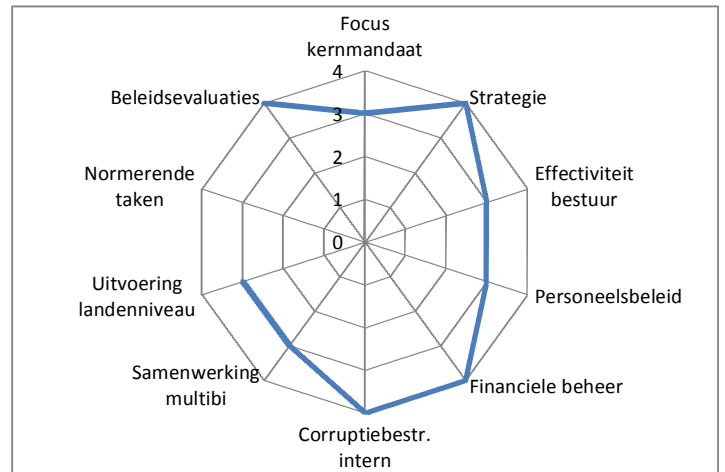 Focus
kernmandaat
Strategie
Effectiviteit
bestuur
Personeelsbeleid
Financiele beheer
Corruptiebestr.
intern
Samenwerking
multibi
Uitvoering
landenniveau
Normerende
taken
Beleidsevaluaties
4
3
2
1
0